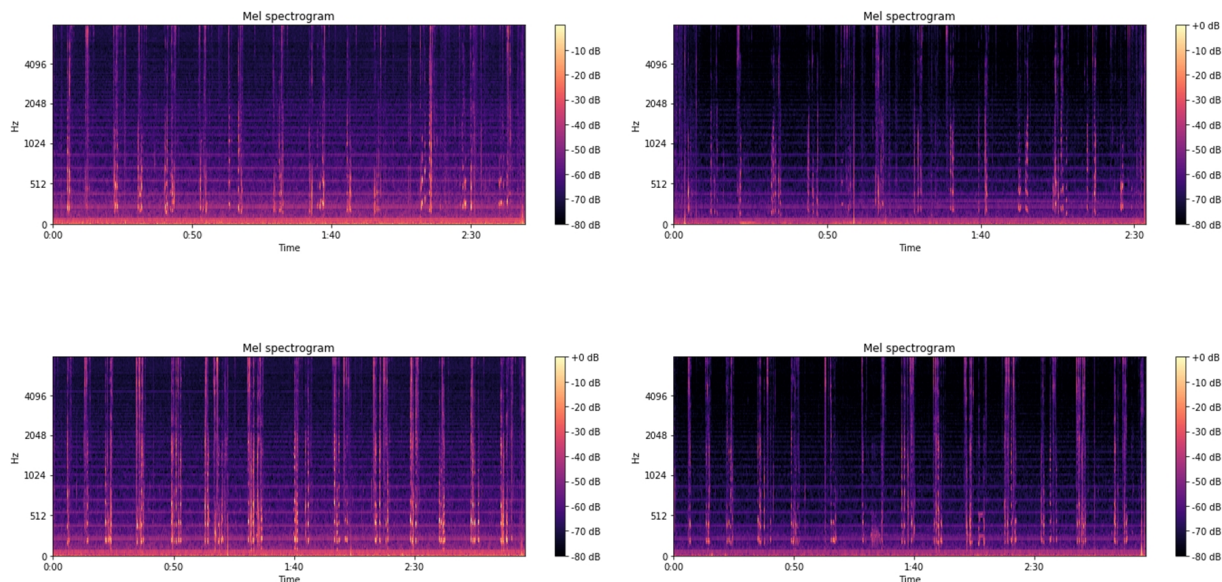 Mel spectrogram
4096
2048
1024
512
0
Hz
0:00 0:50 1:40 2:30
Time
-10 dB
-20 dB
-30 dB
-40 dB
-50 dB
-60 dB
-70 dB
-80 dB
Mel spectrogram
4096
2048
1024
512
0
Hz
0:00 0:50 1:40 2:30
Time
+0 dB
-10 dB
-20 dB
-30 dB
-40 dB
-50 dB
-60 dB
-70 dB
-80 dB
Mel spectrogram
4096
2048
1024
512
0
Hz
0:00 0:50 1:40 2:30
Time
+0 dB
-10 dB
-20 dB
-30 dB
-40 dB
-50 dB
-60 dB
-70 dB
-80 dB
Mel spectrogram
4096
2048
1024
512
0
Hz
0:00 0:50 1:40 2:30
Time
+0 dB
-10 dB
-20 dB
-30 dB
-40 dB
-50 dB
-60 dB
-70 dB
-80 dB